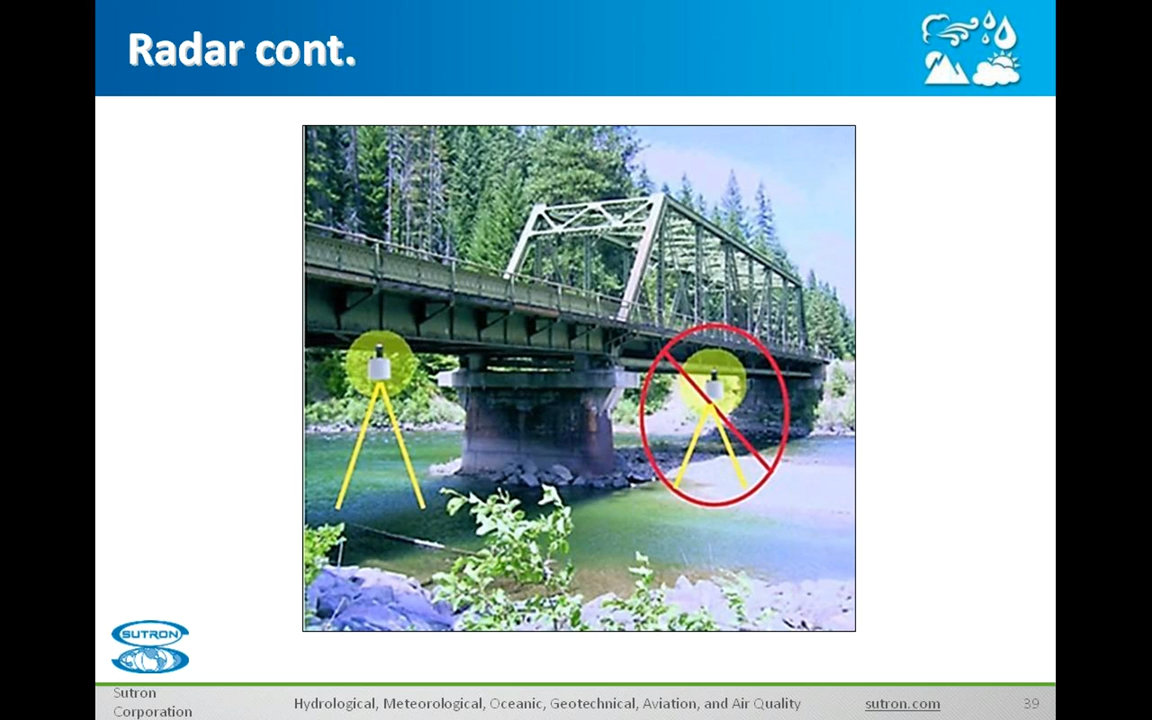 Radar cont.
SUTRON
Sutron
Corporation
Hydrological, Meteorological, Oceanic, Geotechnical, Aviation, and Air Quality
sutron.com
39